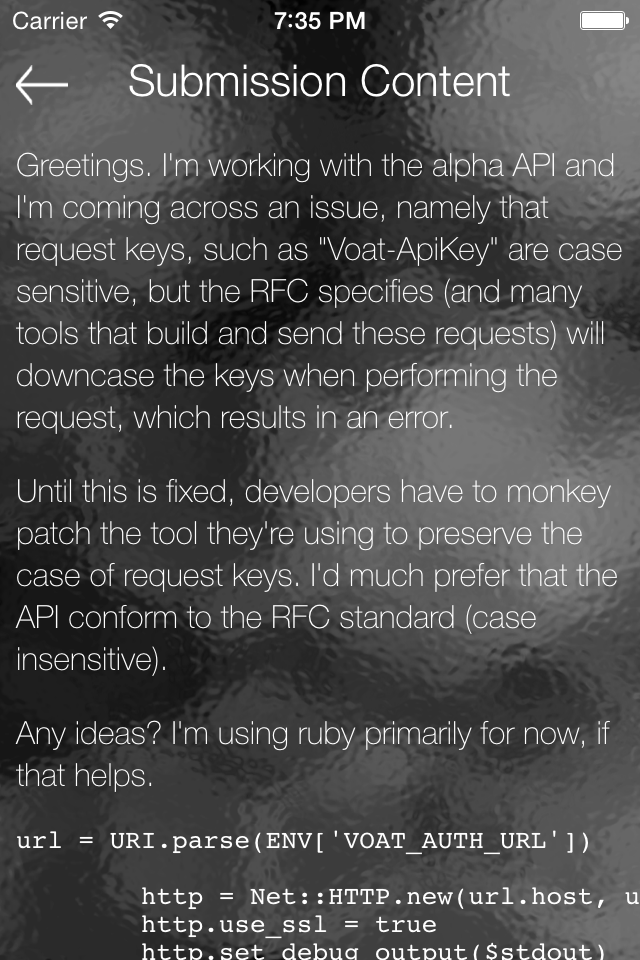 Carrier 7:35 PM
Submission Content
Greetings. I'm working with the alpha API and
I'm coming across an issue, namely that
request keys, such as "Voat-ApiKey" are case
sensitive, but the RFC specifies (and many
tools that build and send these requests) will
downcase the keys when performing the
request, which results in an error.
Until this is fixed, developers have to monkey
patch the tool they're using to preserve the
case of request keys. I'd much prefer that the
API conform to the RFC standard (case
insensitive).
Any ideas? I'm using ruby primarily for now, if
that helps.
url = URI.parse(ENV['VOAT_AUTH_URL'])
http = Net::HTTP.new(url.host, u
http.use_ssl = true
http.set_debug_output($stdout)